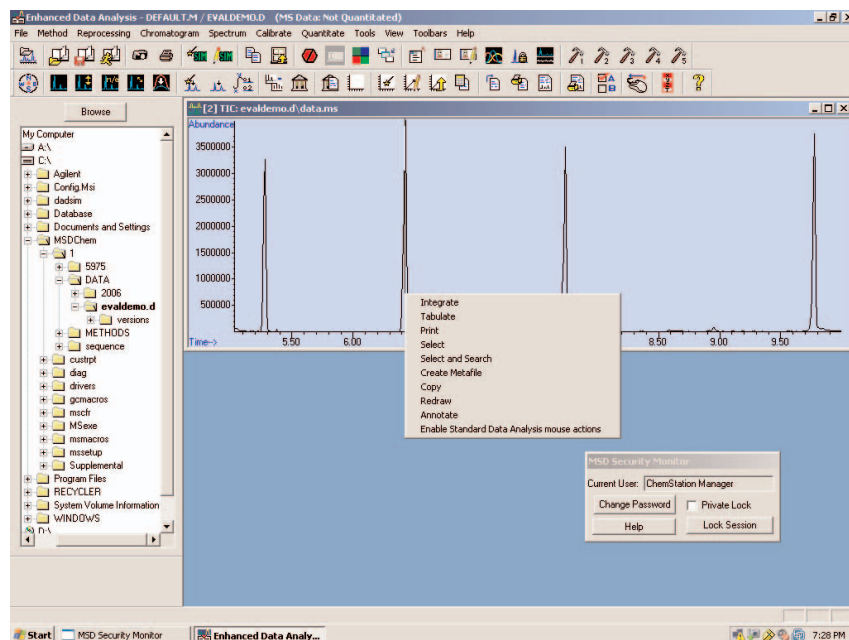 Enhanced Data Analysis - DEFAULT.M / EVALDEMO.D (MS Data: Not Quantitated)
File Method Reprocessing Chromatogram Spectrum Calibrate Quantitate Tools View Toolbars Help
Browse
My Computer
A:\
C:\
Agilent
Config.Msi
dadsim
Database
Documents and Settings
MSDChem
1
5975
DATA
2006
evaldemo.d
versions
METHODS
sequence
custrpt
diag
drivers
gcmacros
mscfr
MSexe
msmacros
mssetup
Supplemental
Program Files
RECYCLER
System Volume Information
WINDOWS
D:\
[2] TIC: evaldemo.d\data.ms
Abundance
3500000
3000000
2500000
2000000
1500000
1000000
500000
Time-->
5.50 6.00 8.50 9.00 9.50
Integrate
Tabulate
Print
Select
Select and Search
Create Metafile
Copy
Redraw
Annotate
Enable Standard Data Analysis mouse actions
MSD Security Monitor
Current User: ChemStation Manager
Change Password Private Lock
Help Lock Session
Start MSD Security Monitor Enhanced Data Analy... 7:28 PM